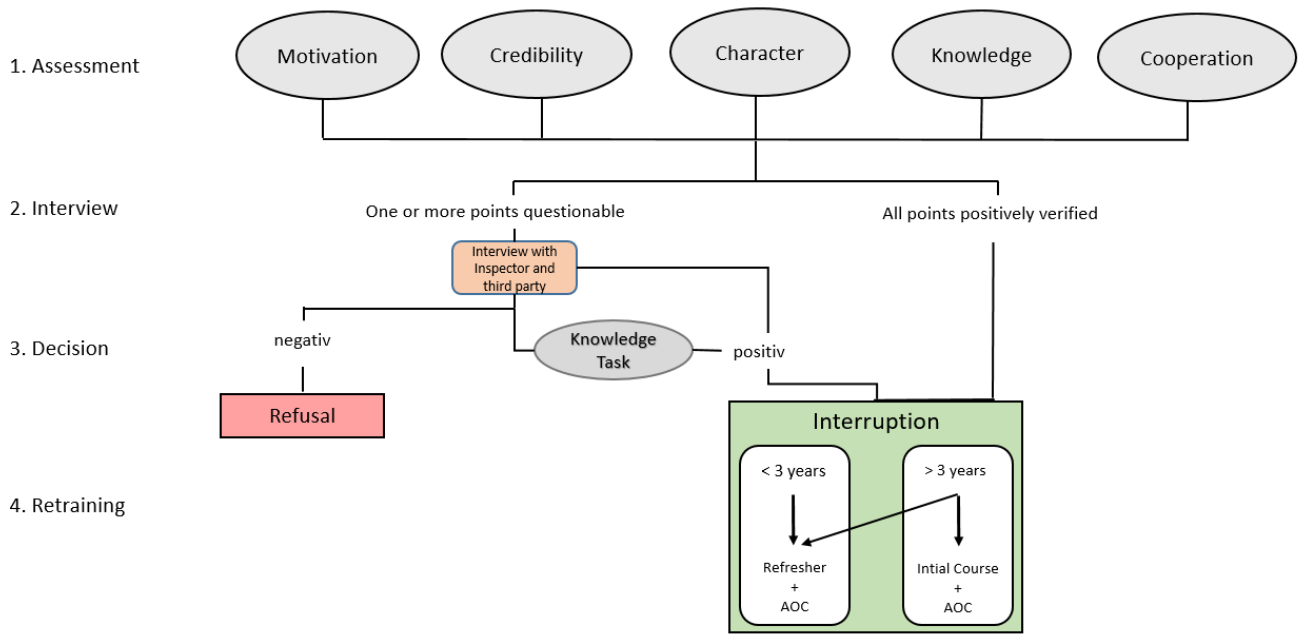 1. Assessment
Motivation
Credibility
Character
Knowledge
Cooperation
2. Interview
One or more points questionable
All points positively verified
Interview with
Inspector and
third party
3. Decision
negativ
Knowledge
Task
positiv
Refusal
Interruption
4. Retraining
< 3 years
> 3 years
Refresher
+
AOC
Intial Course
+
AOC